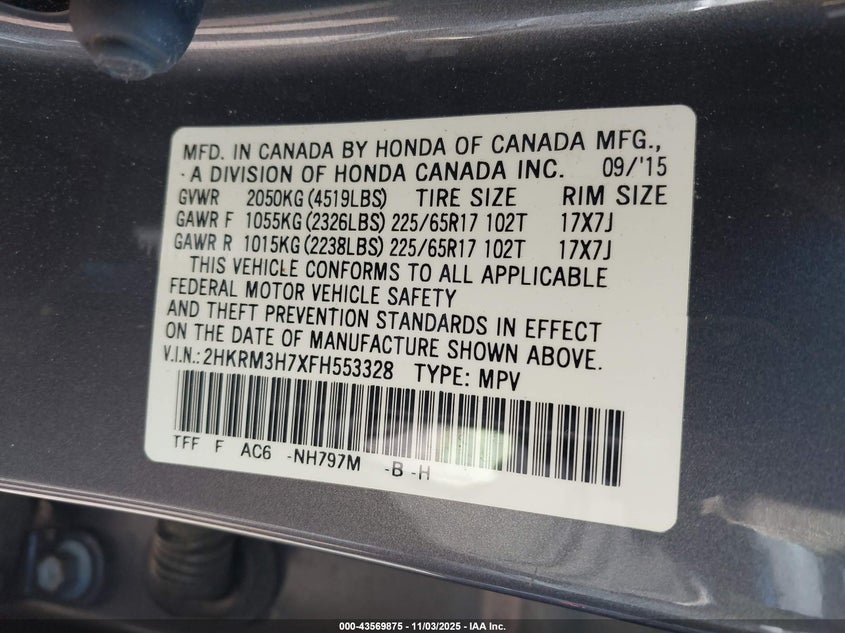 MFD. IN CANADA BY HONDA OF CANADA MFG.,
A DIVISION OF HONDA CANADA INC. 09/'15
GVWR 2050KG (4519LBS) TIRE SIZE RIM SIZE
GAWR F 1055KG (2326LBS) 225/65R17 102T 17X7J
GAWR R 1015KG (2238LBS) 225/65R17 102T 17X7J
THIS VEHICLE CONFORMS TO ALL APPLICABLE
FEDERAL MOTOR VEHICLE SAFETY
AND THEFT PREVENTION STANDARDS IN EFFECT
ON THE DATE OF MANUFACTURE SHOWN ABOVE.
V.I.N.: 2HKRM3H7XFH553328 TYPE: MPV
TFF F AC6 -NH797M -B -H
000-43569875 - 11/03/2025 - IAA Inc.